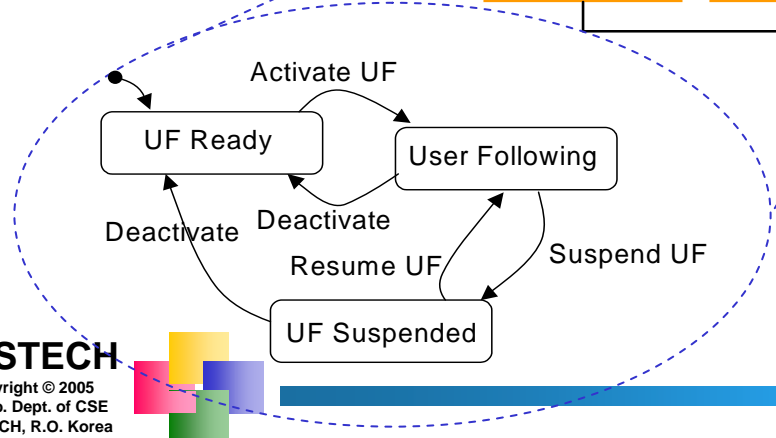 Activate UF
UF Ready
User Following
Deactivate
Deactivate
Resume UF
Suspend UF
UF Suspended
STECH
right © 2005
. Dept. of CSE
CH, R.O. Korea